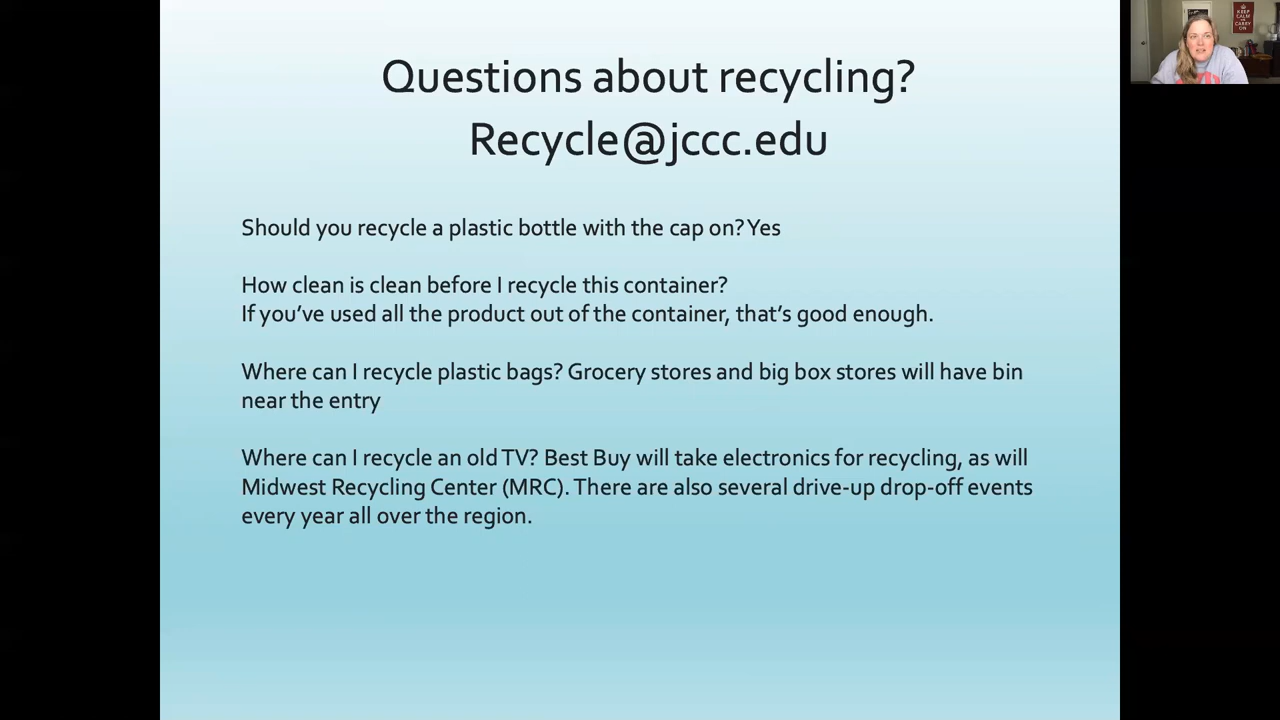 Questions about recycling?
Recycle@jccc.edu
Should you recycle a plastic bottle with the cap on? Yes
How clean is clean before I recycle this container?
If you've used all the product out of the container, that's good enough.
Where can I recycle plastic bags? Grocery stores and big box stores will have bin
near the entry
Where can I recycle an old TV? Best Buy will take electronics for recycling, as will
Midwest Recycling Center (MRC). There are also several drive-up drop-off events
every year all over the region.
KEEP
CALM
CARRY
ON